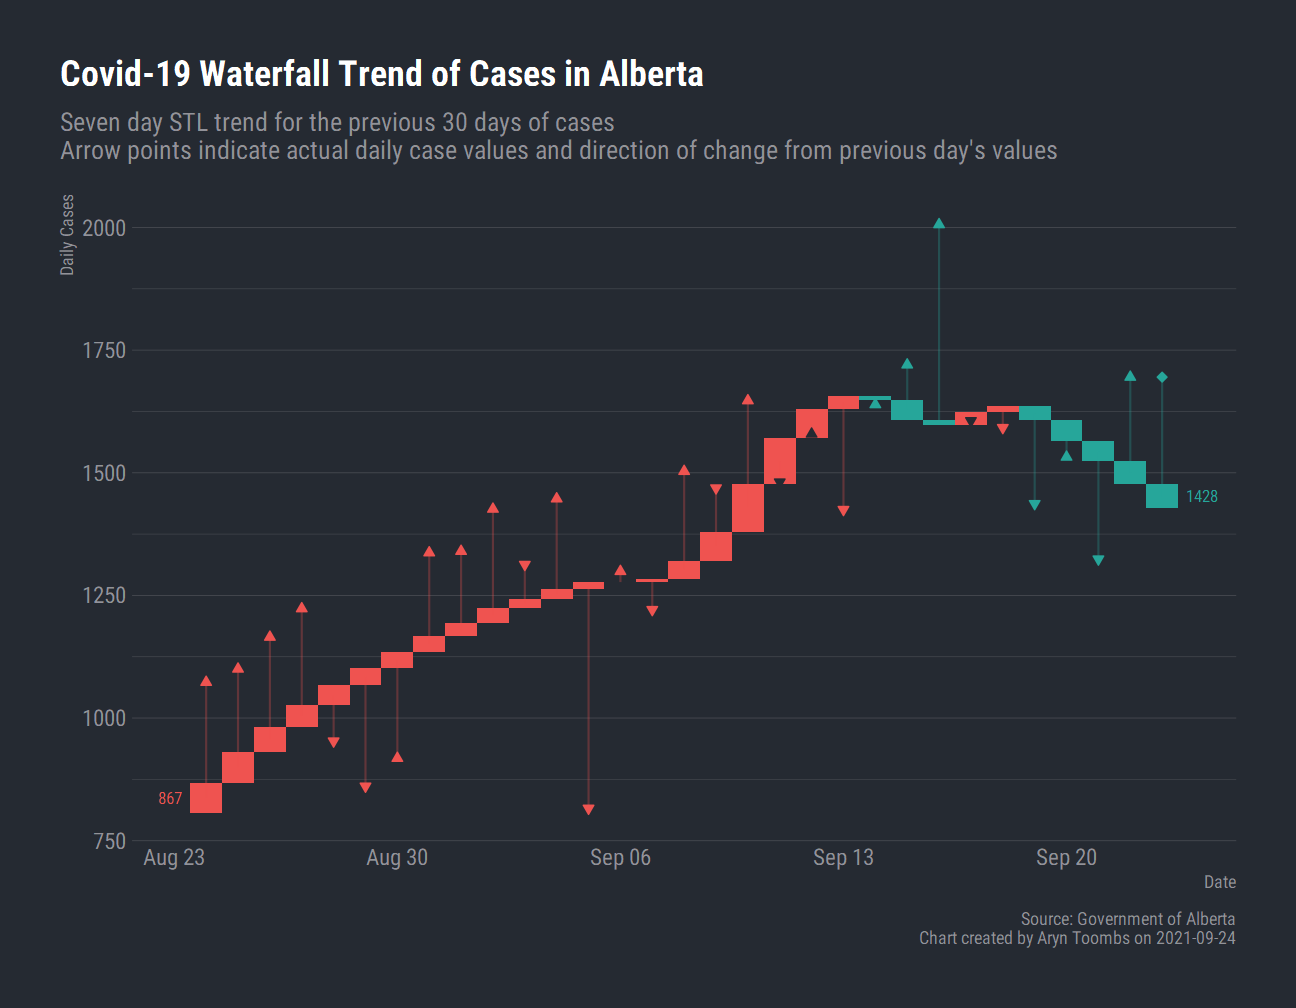 Covid-19 Waterfall Trend of Cases in Alberta
Seven day STL trend for the previous 30 days of cases
Arrow points indicate actual daily case values and direction of change from previous day's values
Daily Cases
2000
1750
1500
1250
1000
750
867
1428
Aug 23
Aug 30
Sep 06
Sep 13
Sep 20
Date
Source: Government of Alberta
Chart created by Aryn Toombs on 2021-09-24